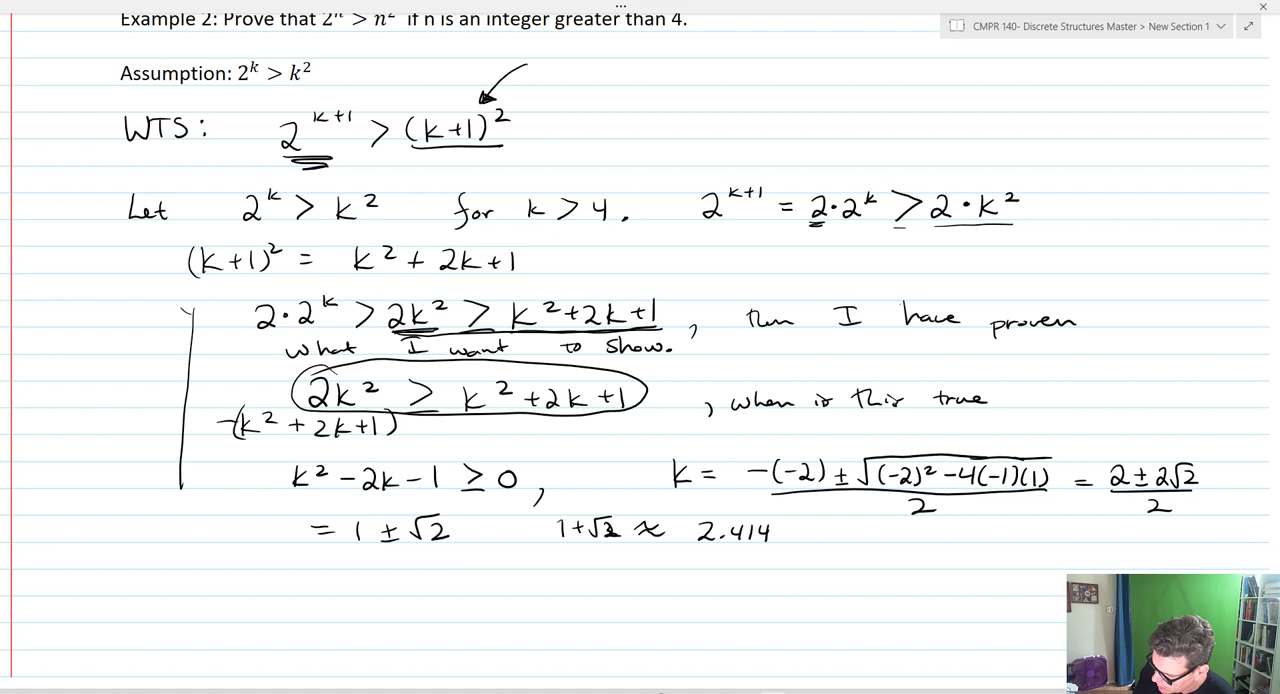 ...
CMPR 140- Discrete Structures Master > New Section 1
Example 2: Prove that 2ⁿ > n² if n is an integer greater than 4.
Assumption: 2ᵏ > k²
WTS: 2ᵏ⁺¹ > (k+1)²
Let 2ᵏ > k² for k > 4. 2ᵏ⁺¹ = 2·2ᵏ > 2·k²
(k+1)² = k² + 2k+1
2·2ᵏ > 2k² > k²+2k+1, then I have proven
what I want to show.
2k² > k²+2k+1, when is this true
-(k² + 2k+1)
k² - 2k - 1 ≥ 0, k = -(-2) ± √(-2)² -4(-1)(1) / 2 = 2 ± 2√2 / 2
= 1 ± √2 1+√2 ≈ 2.414